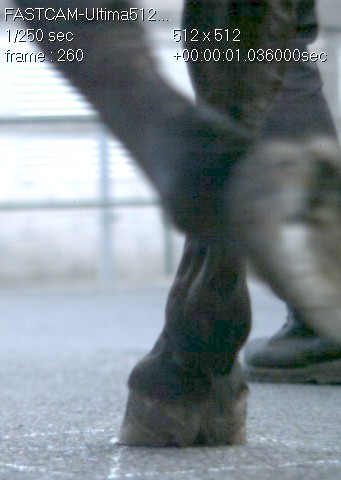 FASTCAM-Ultima512...
1/250 sec
512 x 512
frame : 260
+00:00:01.036000sec